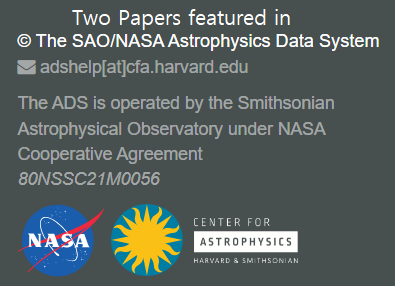 Two Papers featured in
© The SAO/NASA Astrophysics Data System
adshelp[at]cfa.harvard.edu
The ADS is operated by the Smithsonian
Astrophysical Observatory under NASA
Cooperative Agreement
80NSSC21M0056
NASA
CENTER FOR
ASTROPHYSICS
HARVARD & SMITHSONIAN